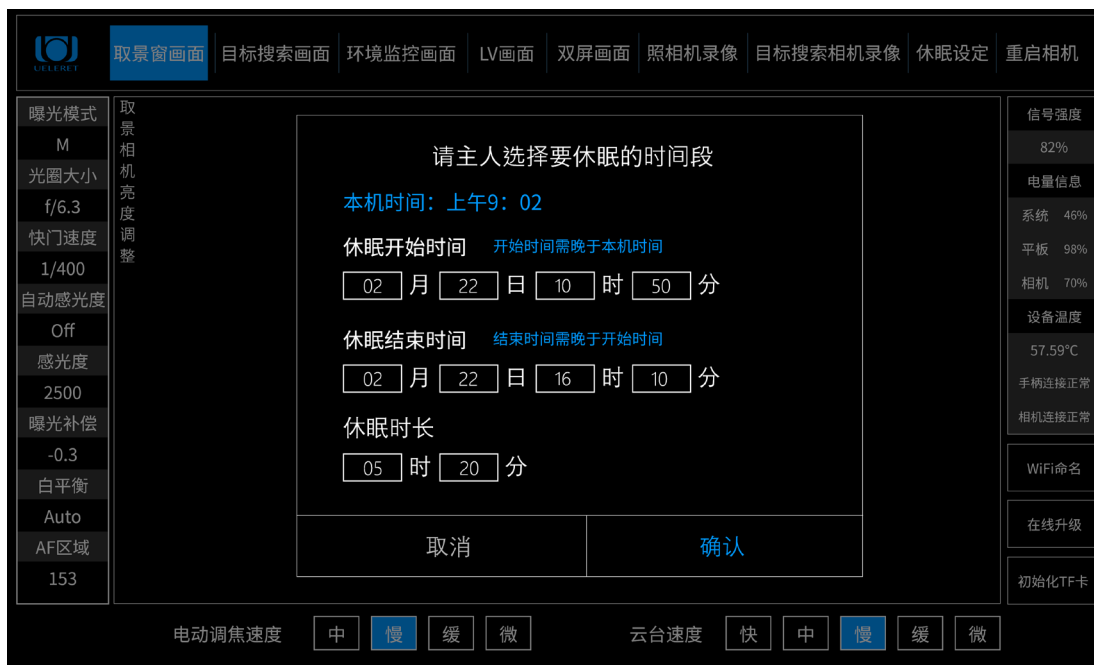 UELERET
取景窗画面 目标搜索画面 环境监控画面 LV画面 双屏画面 照相机录像 目标搜索相机录像 休眠设定 重启相机
曝光模式
M
光圈大小
f/6.3
快门速度
1/400
自动感光度
Off
感光度
2500
曝光补偿
-0.3
白平衡
Auto
AF区域
153
取景相机亮度调整
请主人选择要休眠的时间段
本机时间：上午9：02
休眠开始时间 开始时间需晚于本机时间
02 月 22 日 10 时 50 分
休眠结束时间 结束时间需晚于开始时间
02 月 22 日 16 时 10 分
休眠时长
05 时 20 分
取消 确认
信号强度
82%
电量信息
系统 46%
平板 98%
相机 70%
设备温度
57.59°C
手柄连接正常
相机连接正常
WiFi命名
在线升级
初始化TF卡
电动调焦速度 中 慢 缓 微 云台速度 快 中 慢 缓 微